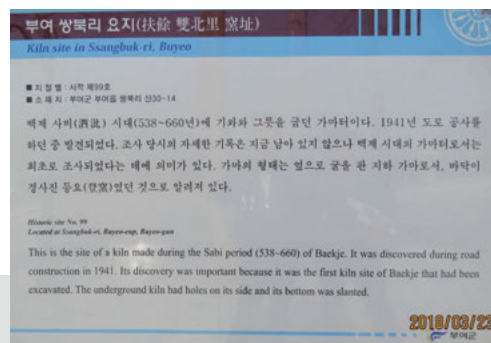 부여 쌍북리 요지(扶餘 雙北里 窯址)
Kiln site in Ssangbuk-ri, Buyeo
■ 지 정 별 : 사적 제99호
■ 소 재 지 : 부여군 부여읍 쌍북리 산30-14
백제 사비(泗沘) 시대(538~660년)에 기와와 그릇을 굽던 가마터이다. 1941년 도로 공사를
하던 중 발견되었다. 조사 당시의 자세한 기록은 지금 남아 있지 않으나 백제 시대의 가마터로서는
최초로 조사되었다는 데에 의미가 있다. 가마의 형태는 옆으로 굴을 판 지하 가마로서, 바닥이
경사진 등요(登窯)였던 것으로 알려져 있다.
Historic site No. 99
Located at Ssangbuk-ri, Buyeo-eup, Buyeo-gun
This is the site of a kiln made during the Sabi period (538~660) of Baekje. It was discovered during road
construction in 1941. Its discovery was important because it was the first kiln site of Baekje that had been
excavated. The underground kiln had holes on its side and its bottom was slanted.
2018/03/23
부여군